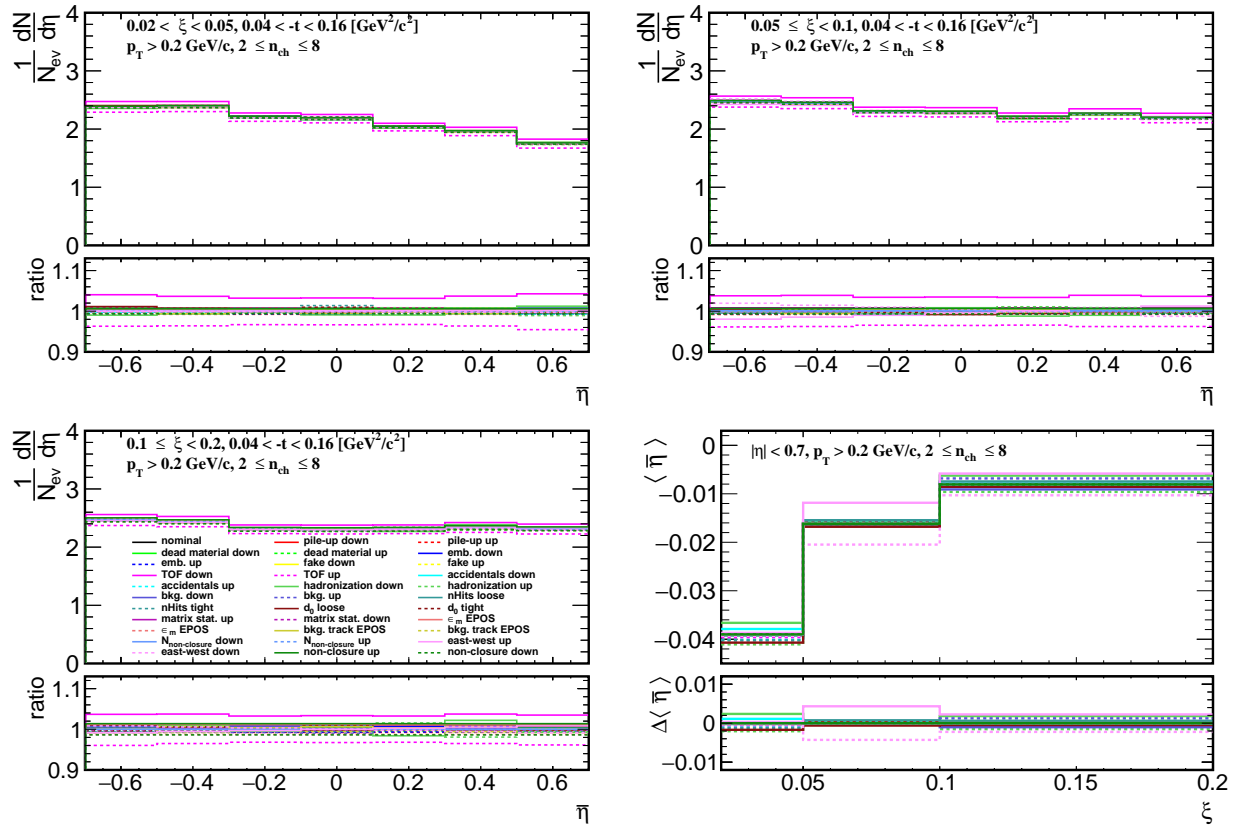 1/N_ev dN/dη
0.02 < ξ < 0.05, 0.04 < -t < 0.16 [GeV²/c²]
p_T > 0.2 GeV/c, 2 ≤ n_ch ≤ 8
4
3
2
1
0
ratio
1.1
1
0.9
−0.6 −0.4 −0.2 0 0.2 0.4 0.6
η̅
1/N_ev dN/dη
0.05 ≤ ξ < 0.1, 0.04 < -t < 0.16 [GeV²/c²]
p_T > 0.2 GeV/c, 2 ≤ n_ch ≤ 8
4
3
2
1
0
ratio
1.1
1
0.9
−0.6 −0.4 −0.2 0 0.2 0.4 0.6
η̅
1/N_ev dN/dη
0.1 ≤ ξ < 0.2, 0.04 < -t < 0.16 [GeV²/c²]
p_T > 0.2 GeV/c, 2 ≤ n_ch ≤ 8
4
3
2
1
0
nominal pile-up down pile-up up
dead material down dead material up emb. down
emb. up fake down fake up
TOF down TOF up accidentals down
accidentals up hadronization down hadronization up
bkg. down bkg. up nHits loose
nHits tight d₀ loose d₀ tight
matrix stat. up matrix stat. down ∈_m EPOS
∈_m EPOS bkg. track EPOS bkg. track EPOS
N_non-closure down N_non-closure up east-west up
east-west down non-closure up non-closure down
ratio
1.1
1
0.9
−0.6 −0.4 −0.2 0 0.2 0.4 0.6
η̅
⟨ η̅ ⟩
|η| < 0.7, p_T > 0.2 GeV/c, 2 ≤ n_ch ≤ 8
0
−0.01
−0.02
−0.03
−0.04
Δ⟨ η̅ ⟩
0.01
0
−0.01
0.05 0.1 0.15 0.2
ξ